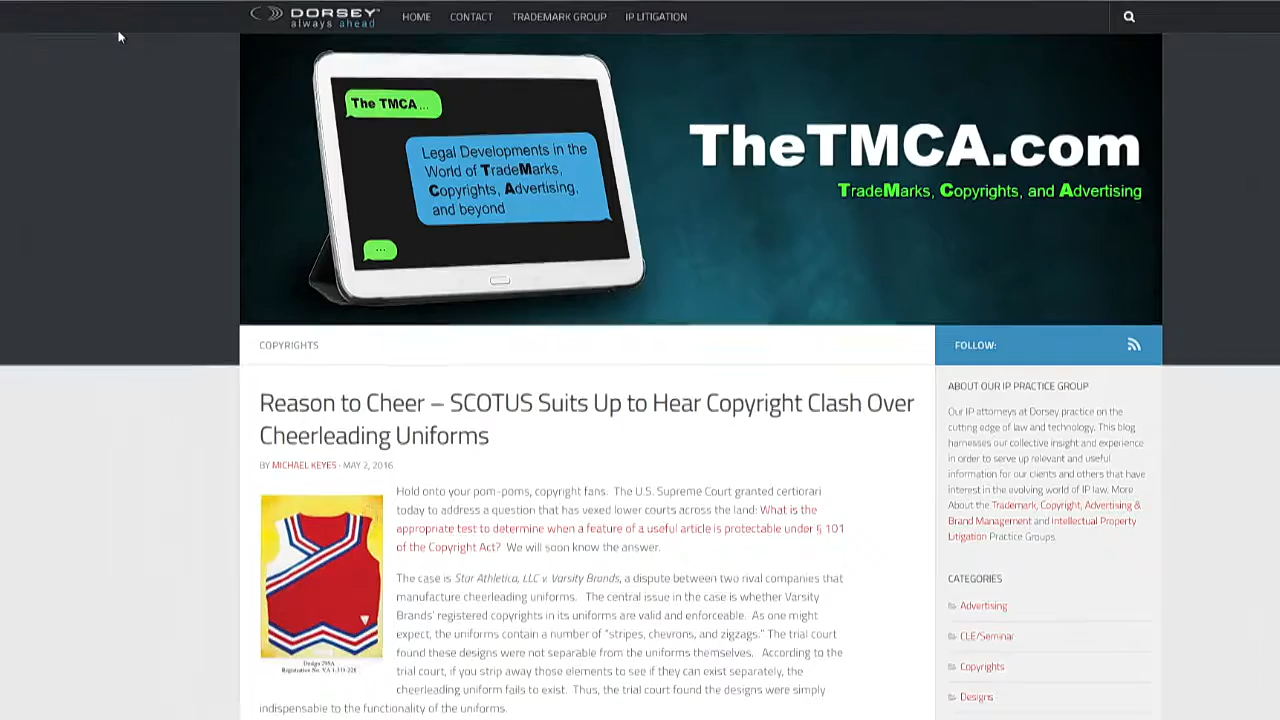 DORSEY™
always ahead
HOME CONTACT TRADEMARK GROUP IP LITIGATION
The TMCA ...
Legal Developments in the
World of TradeMarks,
Copyrights, Advertising,
and beyond
...
TheTMCA.com
TradeMarks, Copyrights, and Advertising
COPYRIGHTS
Reason to Cheer – SCOTUS Suits Up to Hear Copyright Clash Over
Cheerleading Uniforms
BY MICHAEL KEYES · MAY 2, 2016
Hold onto your pom-poms, copyright fans. The U.S. Supreme Court granted certiorari
today to address a question that has vexed lower courts across the land: What is the
appropriate test to determine when a feature of a useful article is protectable under § 101
of the Copyright Act? We will soon know the answer.
The case is Star Athletica, LLC v. Varsity Brands, a dispute between two rival companies that
manufacture cheerleading uniforms. The central issue in the case is whether Varsity
Brands' registered copyrights in its uniforms are valid and enforceable. As one might
expect, the uniforms contain a number of "stripes, chevrons, and zigzags." The trial court
found these designs were not separable from the uniforms themselves. According to the
trial court, if you strip away those elements to see if they can exist separately, the
cheerleading uniform fails to exist. Thus, the trial court found the designs were simply
indispensable to the functionality of the uniforms.
Design 299A
FOLLOW:
ABOUT OUR IP PRACTICE GROUP
Our IP attorneys at Dorsey practice on the
cutting edge of law and technology. This blog
harnesses our collective insight and experience
in order to serve up relevant and useful
information for our clients and others that have
interest in the evolving world of IP law. More
About the Trademark, Copyright, Advertising &
Brand Management and Intellectual Property
Litigation Practice Groups.
CATEGORIES
Advertising
CLE/Seminar
Copyrights
Designs